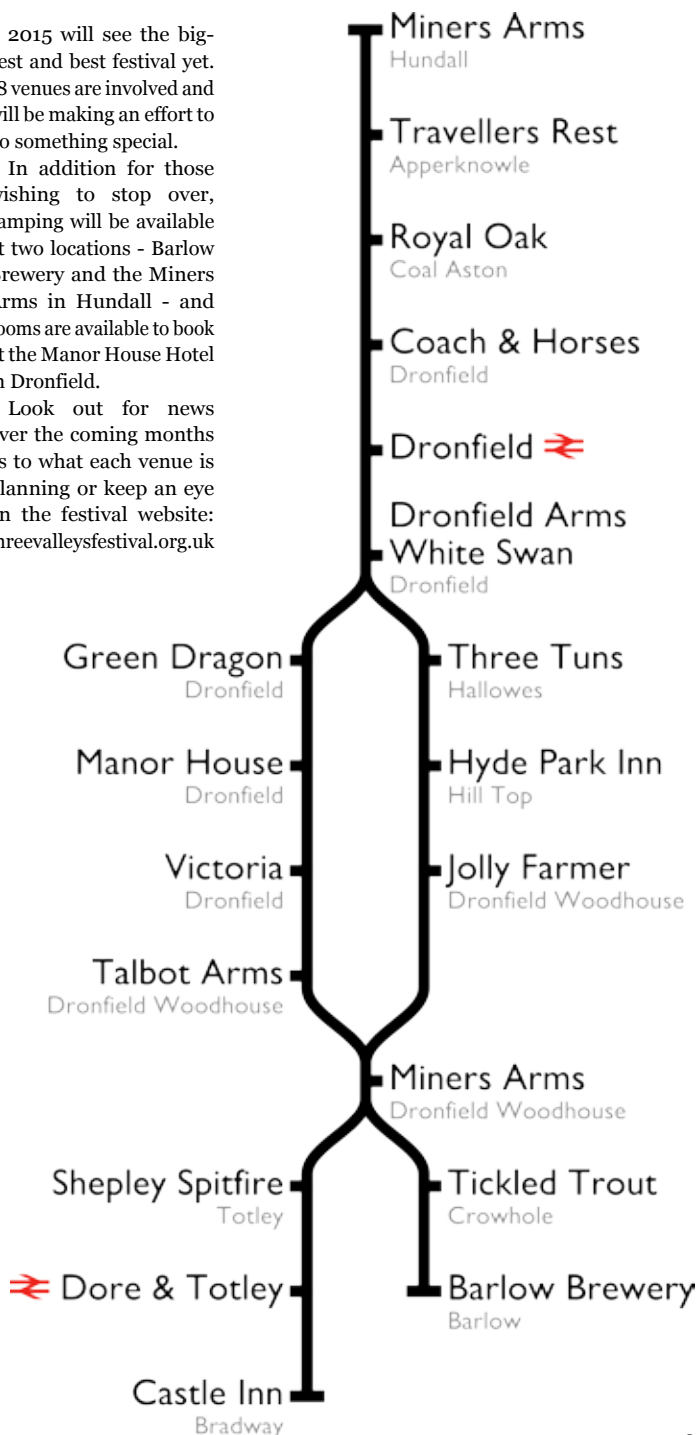 2015 will see the big-
est and best festival yet.
8 venues are involved and
will be making an effort to
o something special.
In addition for those
wishing to stop over,
amping will be available
t two locations - Barlow
Brewery and the Miners
Arms in Hundall - and
ooms are available to book
t the Manor House Hotel
n Dronfield.
Look out for news
ver the coming months
s to what each venue is
lanning or keep an eye
n the festival website:
hreevalleysfestival.org.uk
Miners Arms
Hundall
Travellers Rest
Apperknowle
Royal Oak
Coal Aston
Coach & Horses
Dronfield
Dronfield
Dronfield Arms
White Swan
Dronfield
Green Dragon
Dronfield
Manor House
Dronfield
Victoria
Dronfield
Talbot Arms
Dronfield Woodhouse
Three Tuns
Hallowes
Hyde Park Inn
Hill Top
Jolly Farmer
Dronfield Woodhouse
Miners Arms
Dronfield Woodhouse
Shepley Spitfire
Totley
Dore & Totley
Castle Inn
Bradway
Tickled Trout
Crowhole
Barlow Brewery
Barlow